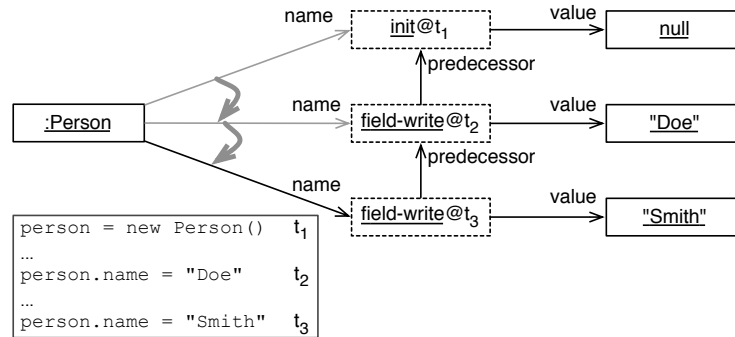 name init@t1 value null
predecessor
:Person name field-write@t2 value "Doe"
predecessor
name field-write@t3 value "Smith"
person = new Person() t1
...
person.name = "Doe" t2
...
person.name = "Smith" t3